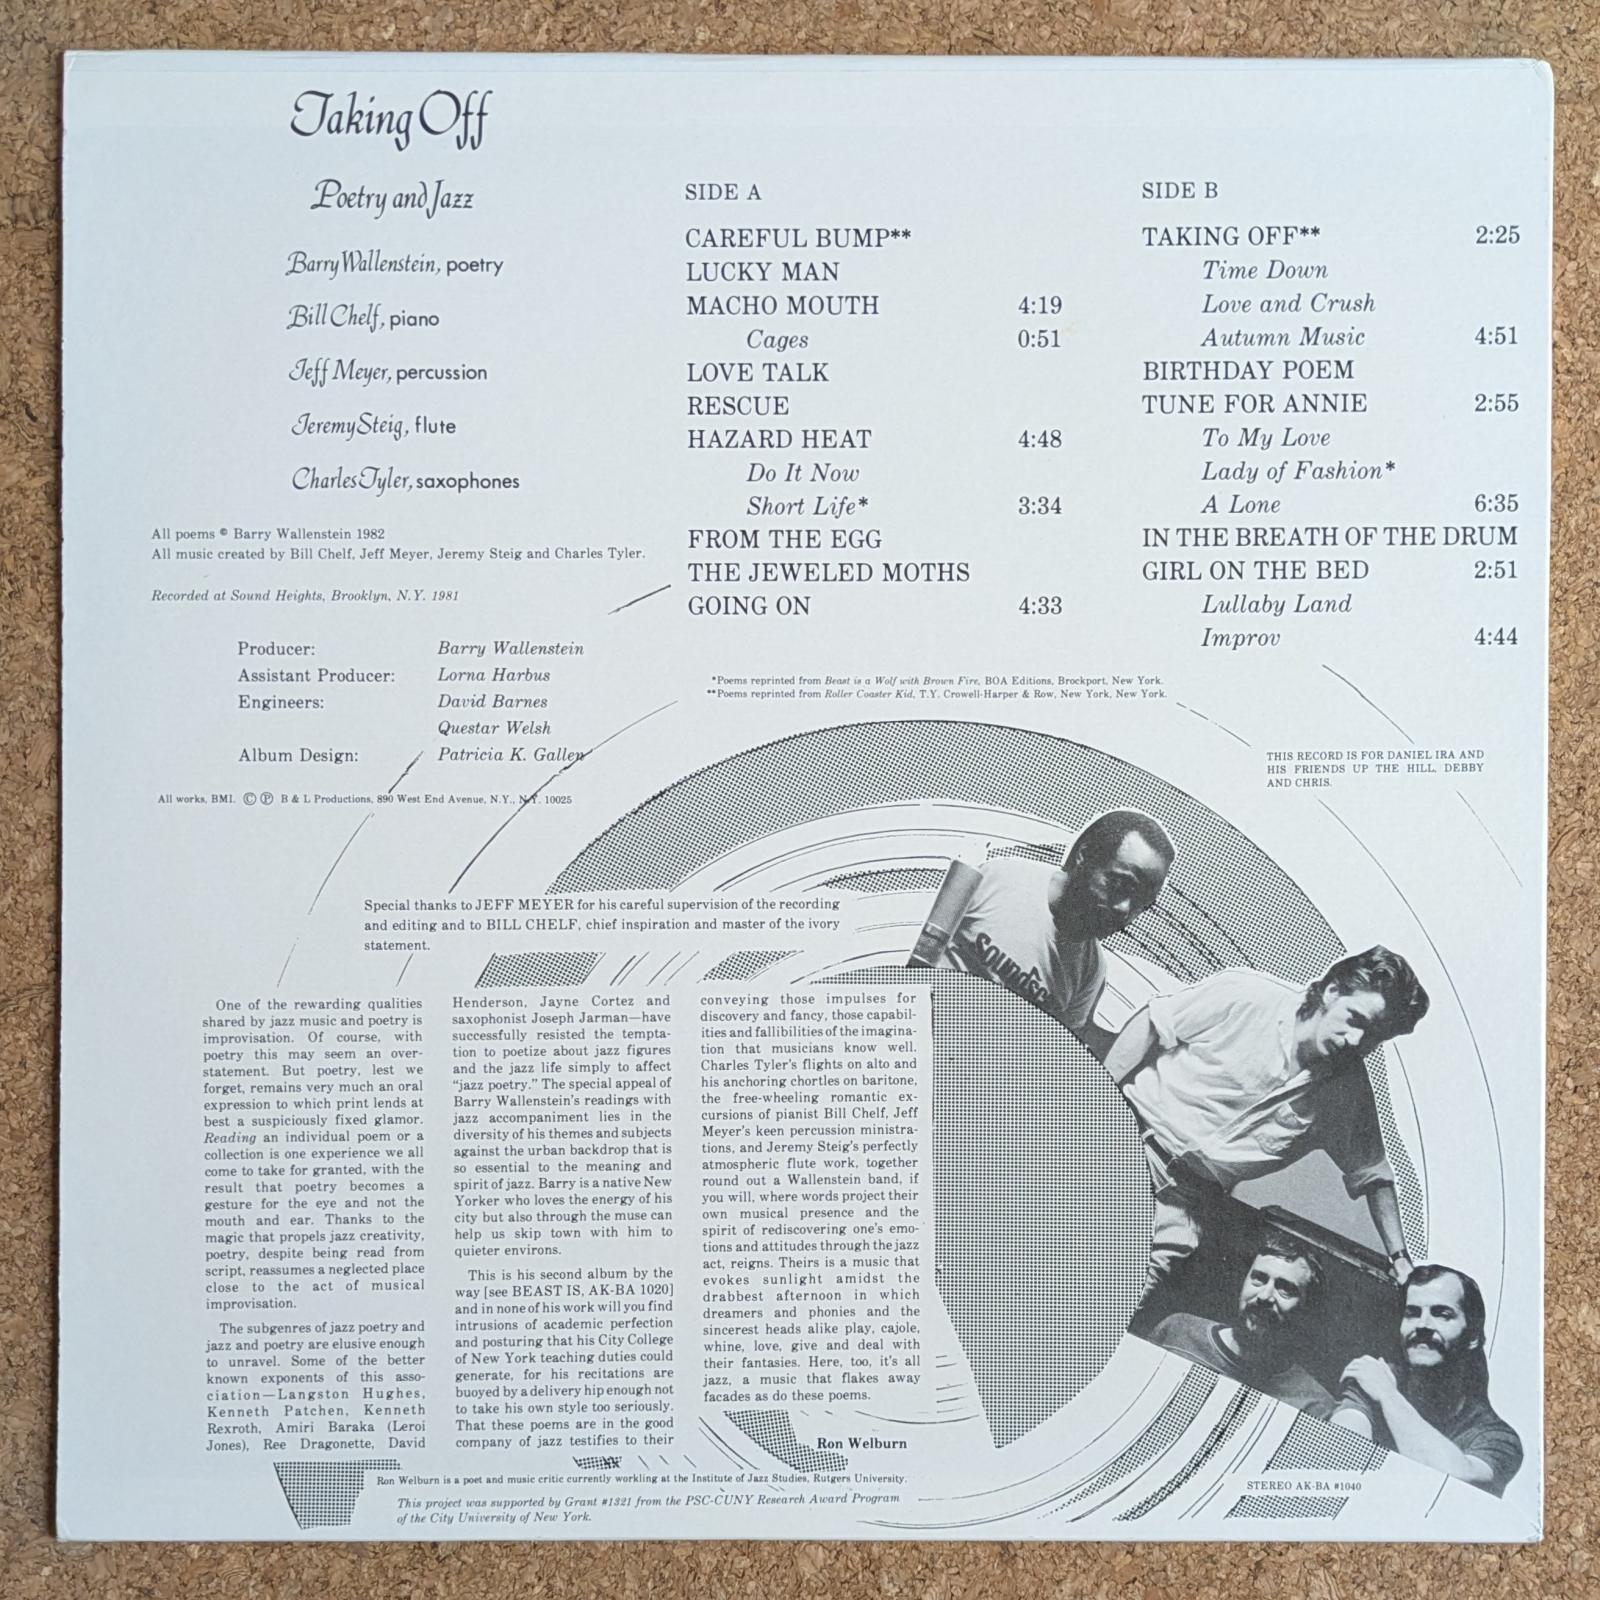 Taking Off
Poetry and Jazz
Barry Wallenstein, poetry
Bill Chelf, piano
Jeff Meyer, percussion
Jeremy Steig, flute
Charles Tyler, saxophones
All poems © Barry Wallenstein 1982
All music created by Bill Chelf, Jeff Meyer, Jeremy Steig and Charles Tyler.
Recorded at Sound Heights, Brooklyn, N.Y. 1981
Producer: Barry Wallenstein
Assistant Producer: Lorna Harbus
Engineers: David Barnes
Questar Welsh
Album Design: Patricia K. Gallen
All works, BMI. © ℗ B & L Productions, 890 West End Avenue, N.Y., N.Y. 10025
SIDE A
CAREFUL BUMP**
LUCKY MAN
MACHO MOUTH 4:19
Cages 0:51
LOVE TALK
RESCUE
HAZARD HEAT 4:48
Do It Now
Short Life* 3:34
FROM THE EGG
THE JEWELED MOTHS
GOING ON 4:33
SIDE B
TAKING OFF** 2:25
Time Down
Love and Crush
Autumn Music 4:51
BIRTHDAY POEM
TUNE FOR ANNIE 2:55
To My Love
Lady of Fashion*
A Lone 6:35
IN THE BREATH OF THE DRUM
GIRL ON THE BED 2:51
Lullaby Land
Improv 4:44
*Poems reprinted from Beast is a Wolf with Brown Fire, BOA Editions, Brockport, New York.
**Poems reprinted from Roller Coaster Kid, T.Y. Crowell-Harper & Row, New York, New York.
THIS RECORD IS FOR DANIEL IRA AND
HIS FRIENDS UP THE HILL, DEBBY
AND CHRIS.
Special thanks to JEFF MEYER for his careful supervision of the recording
and editing and to BILL CHELF, chief inspiration and master of the ivory
statement.
One of the rewarding qualities
shared by jazz music and poetry is
improvisation. Of course, with
poetry this may seem an over-
statement. But poetry, lest we
forget, remains very much an oral
expression to which print lends at
best a suspiciously fixed glamor.
Reading an individual poem or a
collection is one experience we all
come to take for granted, with the
result that poetry becomes a
gesture for the eye and not the
mouth and ear. Thanks to the
magic that propels jazz creativity,
poetry, despite being read from
script, reassumes a neglected place
close to the act of musical
improvisation.
The subgenres of jazz poetry and
jazz and poetry are elusive enough
to unravel. Some of the better
known exponents of this asso-
ciation—Langston Hughes,
Kenneth Patchen, Kenneth
Rexroth, Amiri Baraka (Leroi
Jones), Ree Dragonette, David
Henderson, Jayne Cortez and
saxophonist Joseph Jarman—have
successfully resisted the tempta-
tion to poetize about jazz figures
and the jazz life simply to affect
"jazz poetry." The special appeal of
Barry Wallenstein's readings with
jazz accompaniment lies in the
diversity of his themes and subjects
against the urban backdrop that is
so essential to the meaning and
spirit of jazz. Barry is a native New
Yorker who loves the energy of his
city but also through the muse can
help us skip town with him to
quieter environs.
This is his second album by the
way [see BEAST IS, AK-BA 1020]
and in none of his work will you find
intrusions of academic perfection
and posturing that his City College
of New York teaching duties could
generate, for his recitations are
buoyed by a delivery hip enough not
to take his own style too seriously.
That these poems are in the good
company of jazz testifies to their
conveying those impulses for
discovery and fancy, those capabil-
ities and fallibilities of the imagina-
tion that musicians know well.
Charles Tyler's flights on alto and
his anchoring chortles on baritone,
the free-wheeling romantic ex-
cursions of pianist Bill Chelf, Jeff
Meyer's keen percussion ministra-
tions, and Jeremy Steig's perfectly
atmospheric flute work, together
round out a Wallenstein band, if
you will, where words project their
own musical presence and the
spirit of rediscovering one's emo-
tions and attitudes through the jazz
act, reigns. Theirs is a music that
evokes sunlight amidst the
drabbest afternoon in which
dreamers and phonies and the
sincerest heads alike play, cajole,
whine, love, give and deal with
their fantasies. Here, too, it's all
jazz, a music that flakes away
facades as do these poems.
Ron Welburn
Ron Welburn is a poet and music critic currently workling at the Institute of Jazz Studies, Rutgers University.
This project was supported by Grant #1321 from the PSC-CUNY Research Award Program
of the City University of New York.
STEREO AK-BA #1040